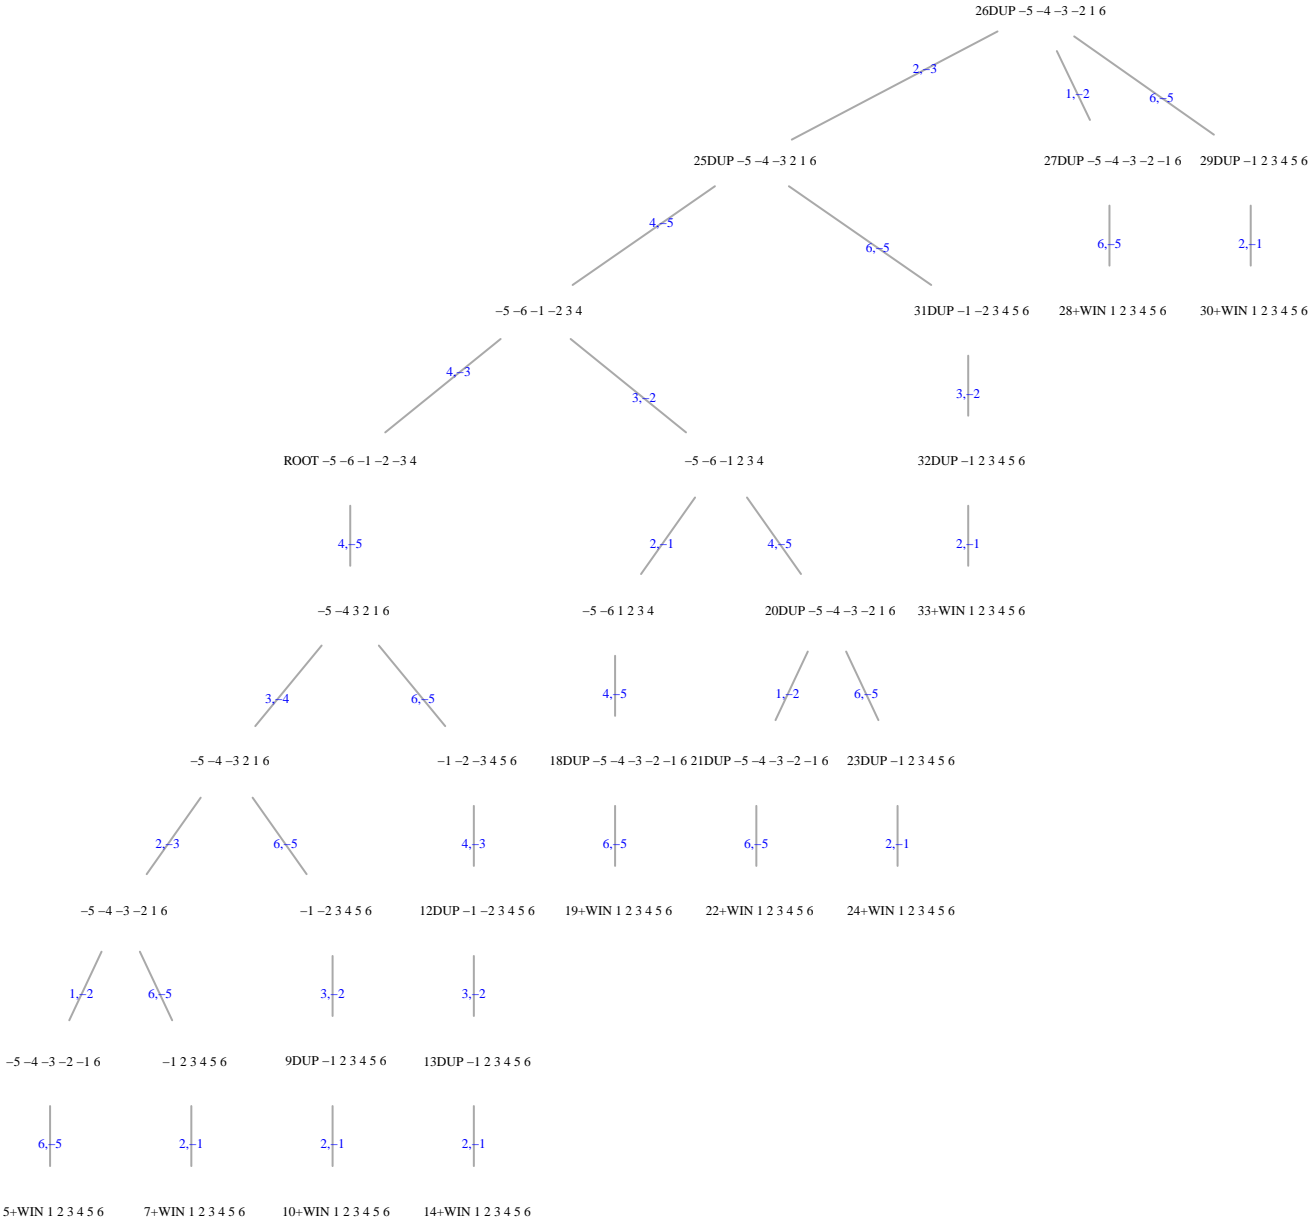 26DUP −5 −4 −3 −2 1 6
2,−3
1,−2
6,−5
25DUP −5 −4 −3 2 1 6
27DUP −5 −4 −3 −2 −1 6
29DUP −1 2 3 4 5 6
4,−5
6,−5
6,−5
2,−1
−5 −6 −1 −2 3 4
31DUP −1 −2 3 4 5 6
28+WIN 1 2 3 4 5 6
30+WIN 1 2 3 4 5 6
4,−3
3,−2
3,−2
ROOT −5 −6 −1 −2 −3 4
−5 −6 −1 2 3 4
32DUP −1 2 3 4 5 6
4,−5
2,−1
4,−5
2,−1
−5 −4 3 2 1 6
−5 −6 1 2 3 4
20DUP −5 −4 −3 −2 1 6
33+WIN 1 2 3 4 5 6
3,−4
6,−5
4,−5
1,−2
6,−5
−5 −4 −3 2 1 6
−1 −2 −3 4 5 6
18DUP −5 −4 −3 −2 −1 6
21DUP −5 −4 −3 −2 −1 6
23DUP −1 2 3 4 5 6
2,−3
6,−5
4,−3
6,−5
6,−5
2,−1
−5 −4 −3 −2 1 6
−1 −2 3 4 5 6
12DUP −1 −2 3 4 5 6
19+WIN 1 2 3 4 5 6
22+WIN 1 2 3 4 5 6
24+WIN 1 2 3 4 5 6
1,−2
6,−5
3,−2
3,−2
−5 −4 −3 −2 −1 6
−1 2 3 4 5 6
9DUP −1 2 3 4 5 6
13DUP −1 2 3 4 5 6
6,−5
2,−1
2,−1
2,−1
5+WIN 1 2 3 4 5 6
7+WIN 1 2 3 4 5 6
10+WIN 1 2 3 4 5 6
14+WIN 1 2 3 4 5 6